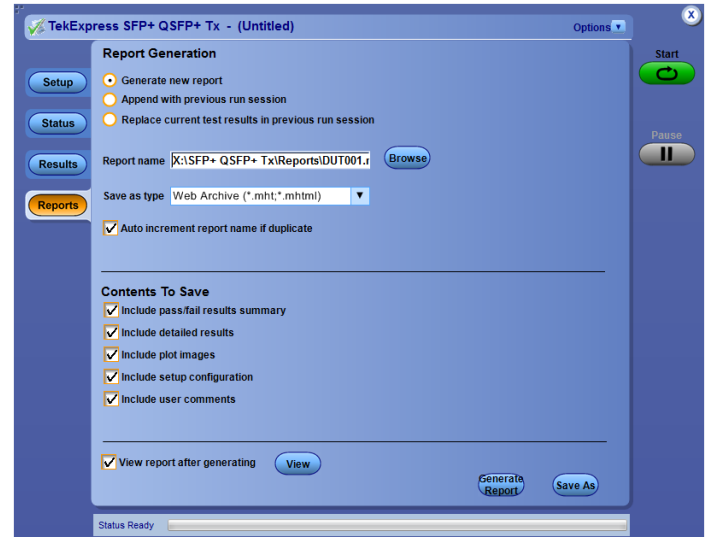 TekExpress SFP+ QSFP+ Tx - (Untitled)
Options
Start
Pause
Setup
Status
Results
Reports
Report Generation
Generate new report
Append with previous run session
Replace current test results in previous run session
Report name X:\SFP+ QSFP+ Tx\Reports\DUT001.r Browse
Save as type Web Archive (*.mht;*.mhtml)
Auto increment report name if duplicate
Contents To Save
Include pass/fail results summary
Include detailed results
Include plot images
Include setup configuration
Include user comments
View report after generating View
Generate
Report
Save As
Status Ready